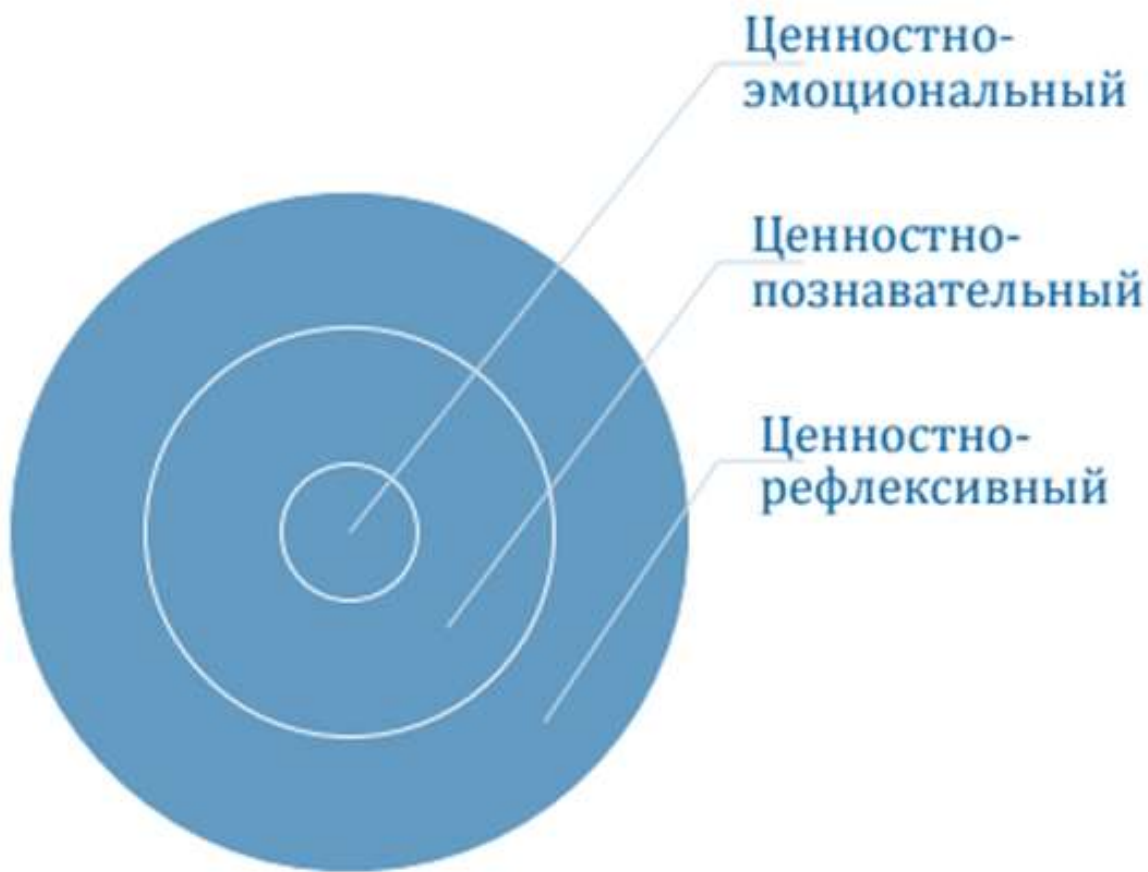 Ценностно-
эмоциональный
Ценностно-
познавательный
Ценностно-
рефлексивный